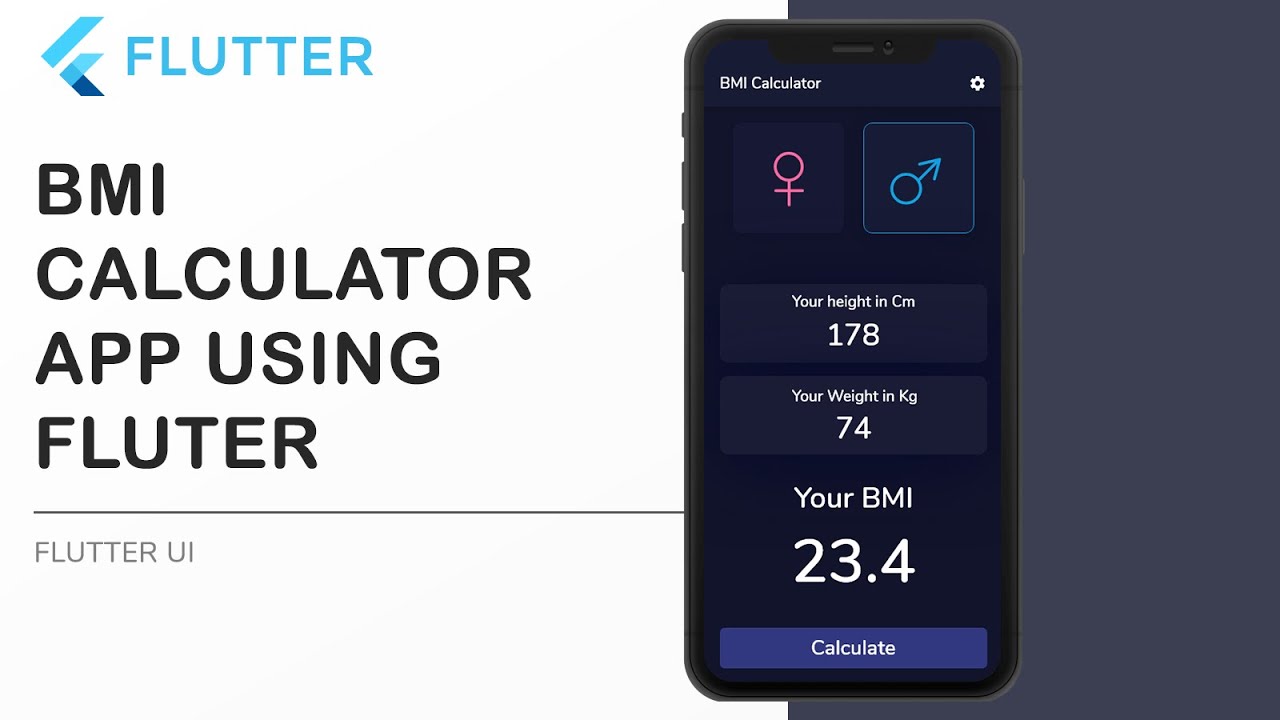 FLUTTER
BMI
CALCULATOR
APP USING
FLUTER
FLUTTER UI
BMI Calculator
Your height in Cm
178
Your Weight in Kg
74
Your BMI
23.4
Calculate